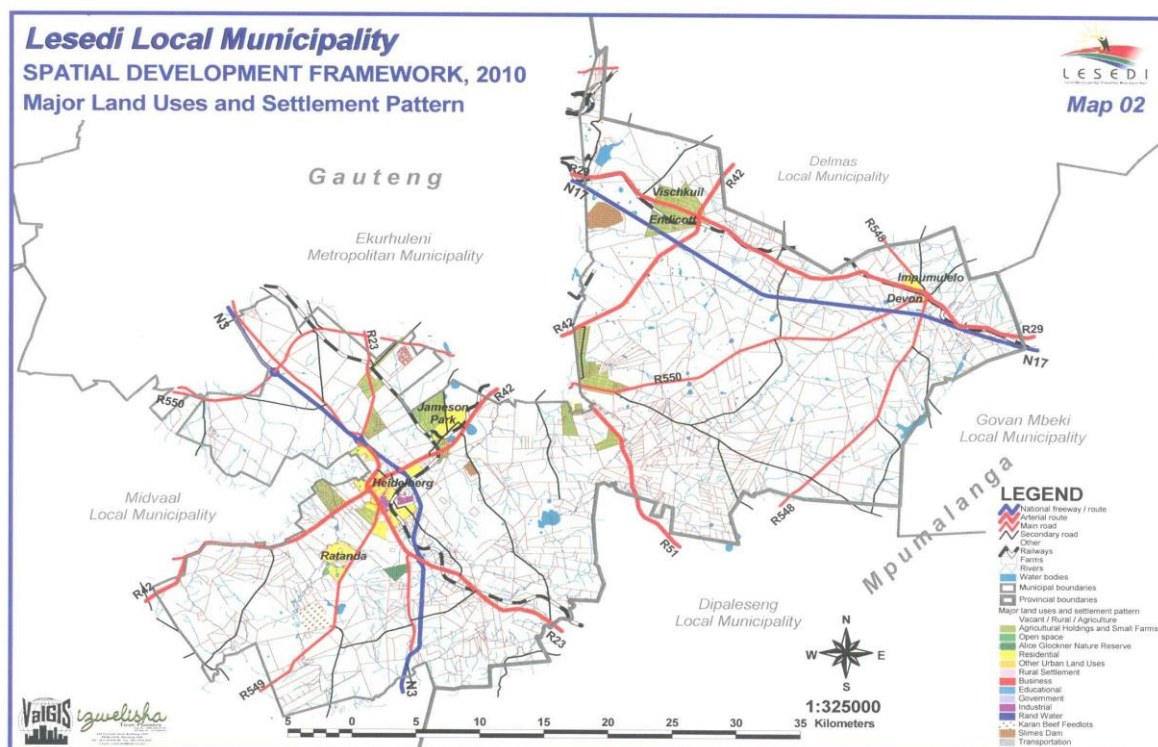 Lesedi Local Municipality
SPATIAL DEVELOPMENT FRAMEWORK, 2010
Major Land Uses and Settlement Pattern
LESEDI
Map 02
Gauteng
Delmas
Local Municipality
Ekurhuleni
Metropolitan Municipality
R29
N17
Vischkuil
R42
Endicott
R548
Impumulelo
Devon
R42
R29
N17
N3
R23
R550
R550
Jameson
Park
R42
Govan Mbeki
Local Municipality
Midvaal
Local Municipality
Heidelberg
R548
R51
Ratanda
R42
Mpumalanga
Dipaleseng
Local Municipality
R23
R549
N3
LEGEND
National freeway / route
Arterial route
Main road
Secondary road
Other
Railways
Farms
Rivers
Water bodies
Municipal boundaries
Provincial boundaries
Major land uses and settlement pattern
Vacant / Rural / Agriculture
Agricultural Holdings and Small Farms
Open space
Alice Glockner Nature Reserve
Residential
Other Urban Land Uses
Rural Settlement
Business
Educational
Government
Industrial
Rand Water
Karan Beef Feedlots
Slimes Dam
Transportation
N
W E
S
1:325000
Kilometers
5 0 5 10 15 20 25 30 35
ValGIS
izwelisha
Town Planners